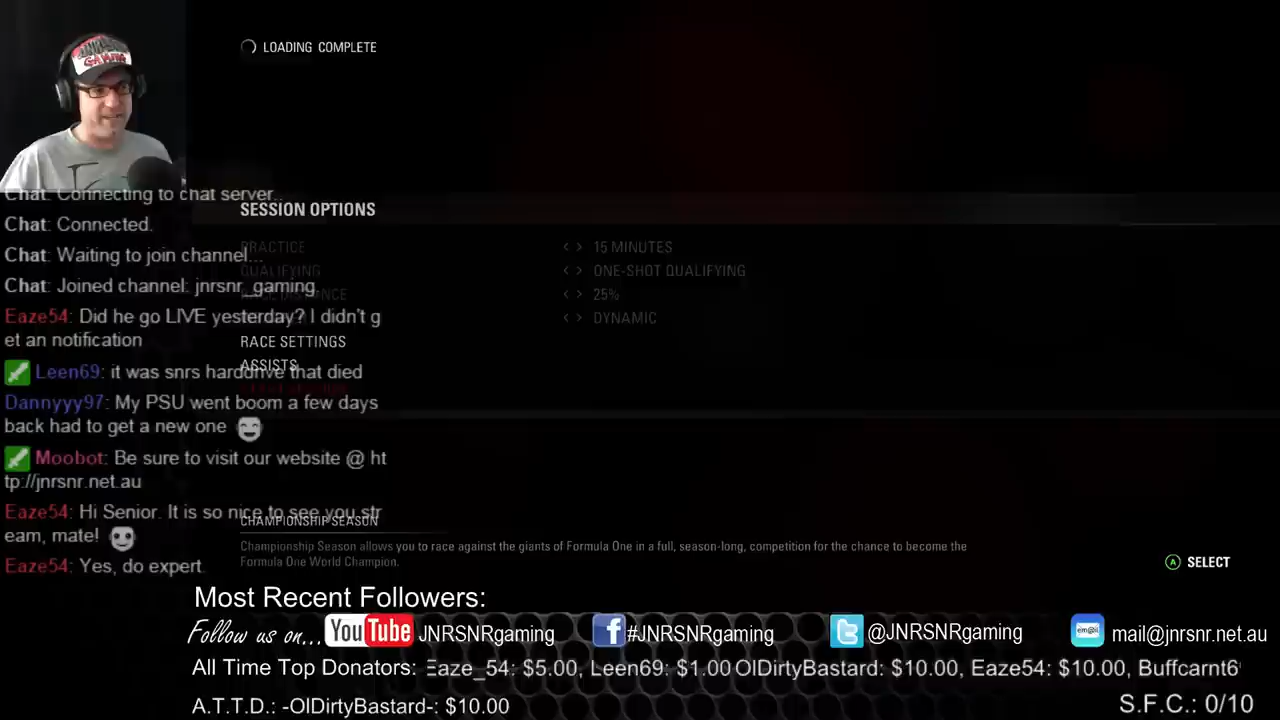 LOADING COMPLETE
Chat: Connecting to chat server...
Chat: Connected.
Chat: Waiting to join channel...
Chat: Joined channel: jnrsnr_gaming.
Eaze54: Did he go LIVE yesterday? I didn't g
et an notification
Leen69: it was snrs harddrive that died
Dannyyy97: My PSU went boom a few days
back had to get a new one
Moobot: Be sure to visit our website @ ht
tp://jnrsnr.net.au
Eaze54: Hi Senior. It is so nice to see you str
eam, mate!
Eaze54: Yes, do expert.
SESSION OPTIONS
PRACTICE < > 15 MINUTES
QUALIFYING < > ONE-SHOT QUALIFYING
RACE DISTANCE < > 25%
< > DYNAMIC
RACE SETTINGS
ASSISTS
CHAMPIONSHIP SEASON
Championship Season allows you to race against the giants of Formula One in a full, season-long, competition for the chance to become the
Formula One World Champion.
A SELECT
Most Recent Followers:
Follow us on... YouTube JNRSNRgaming f #JNRSNRgaming @JNRSNRgaming em@il mail@jnrsnr.net.au
All Time Top Donators: Eaze_54: $5.00, Leen69: $1.00 OlDirtyBastard: $10.00, Eaze54: $10.00, Buffcarnt6
A.T.T.D.: -OlDirtyBastard-: $10.00
S.F.C.: 0/10